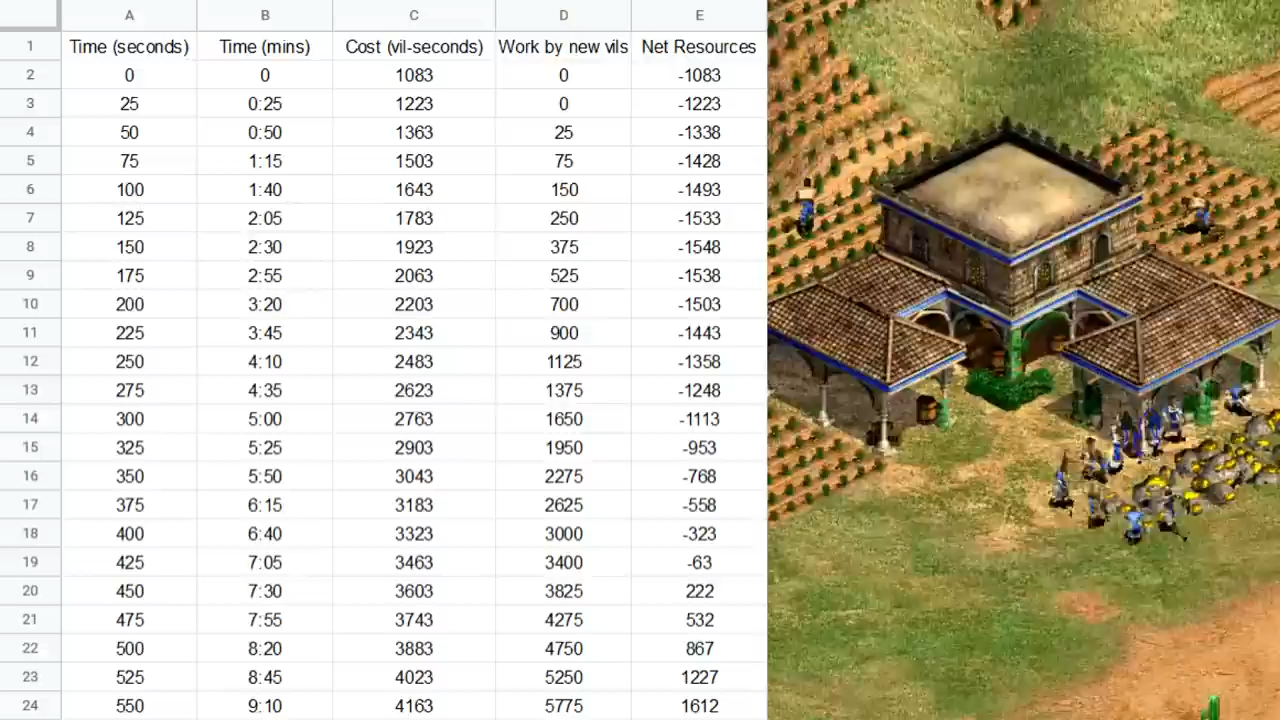 A B C D E
1 Time (seconds) Time (mins) Cost (vil-seconds) Work by new vils Net Resources
2 0 0 1083 0 -1083
3 25 0:25 1223 0 -1223
4 50 0:50 1363 25 -1338
5 75 1:15 1503 75 -1428
6 100 1:40 1643 150 -1493
7 125 2:05 1783 250 -1533
8 150 2:30 1923 375 -1548
9 175 2:55 2063 525 -1538
10 200 3:20 2203 700 -1503
11 225 3:45 2343 900 -1443
12 250 4:10 2483 1125 -1358
13 275 4:35 2623 1375 -1248
14 300 5:00 2763 1650 -1113
15 325 5:25 2903 1950 -953
16 350 5:50 3043 2275 -768
17 375 6:15 3183 2625 -558
18 400 6:40 3323 3000 -323
19 425 7:05 3463 3400 -63
20 450 7:30 3603 3825 222
21 475 7:55 3743 4275 532
22 500 8:20 3883 4750 867
23 525 8:45 4023 5250 1227
24 550 9:10 4163 5775 1612